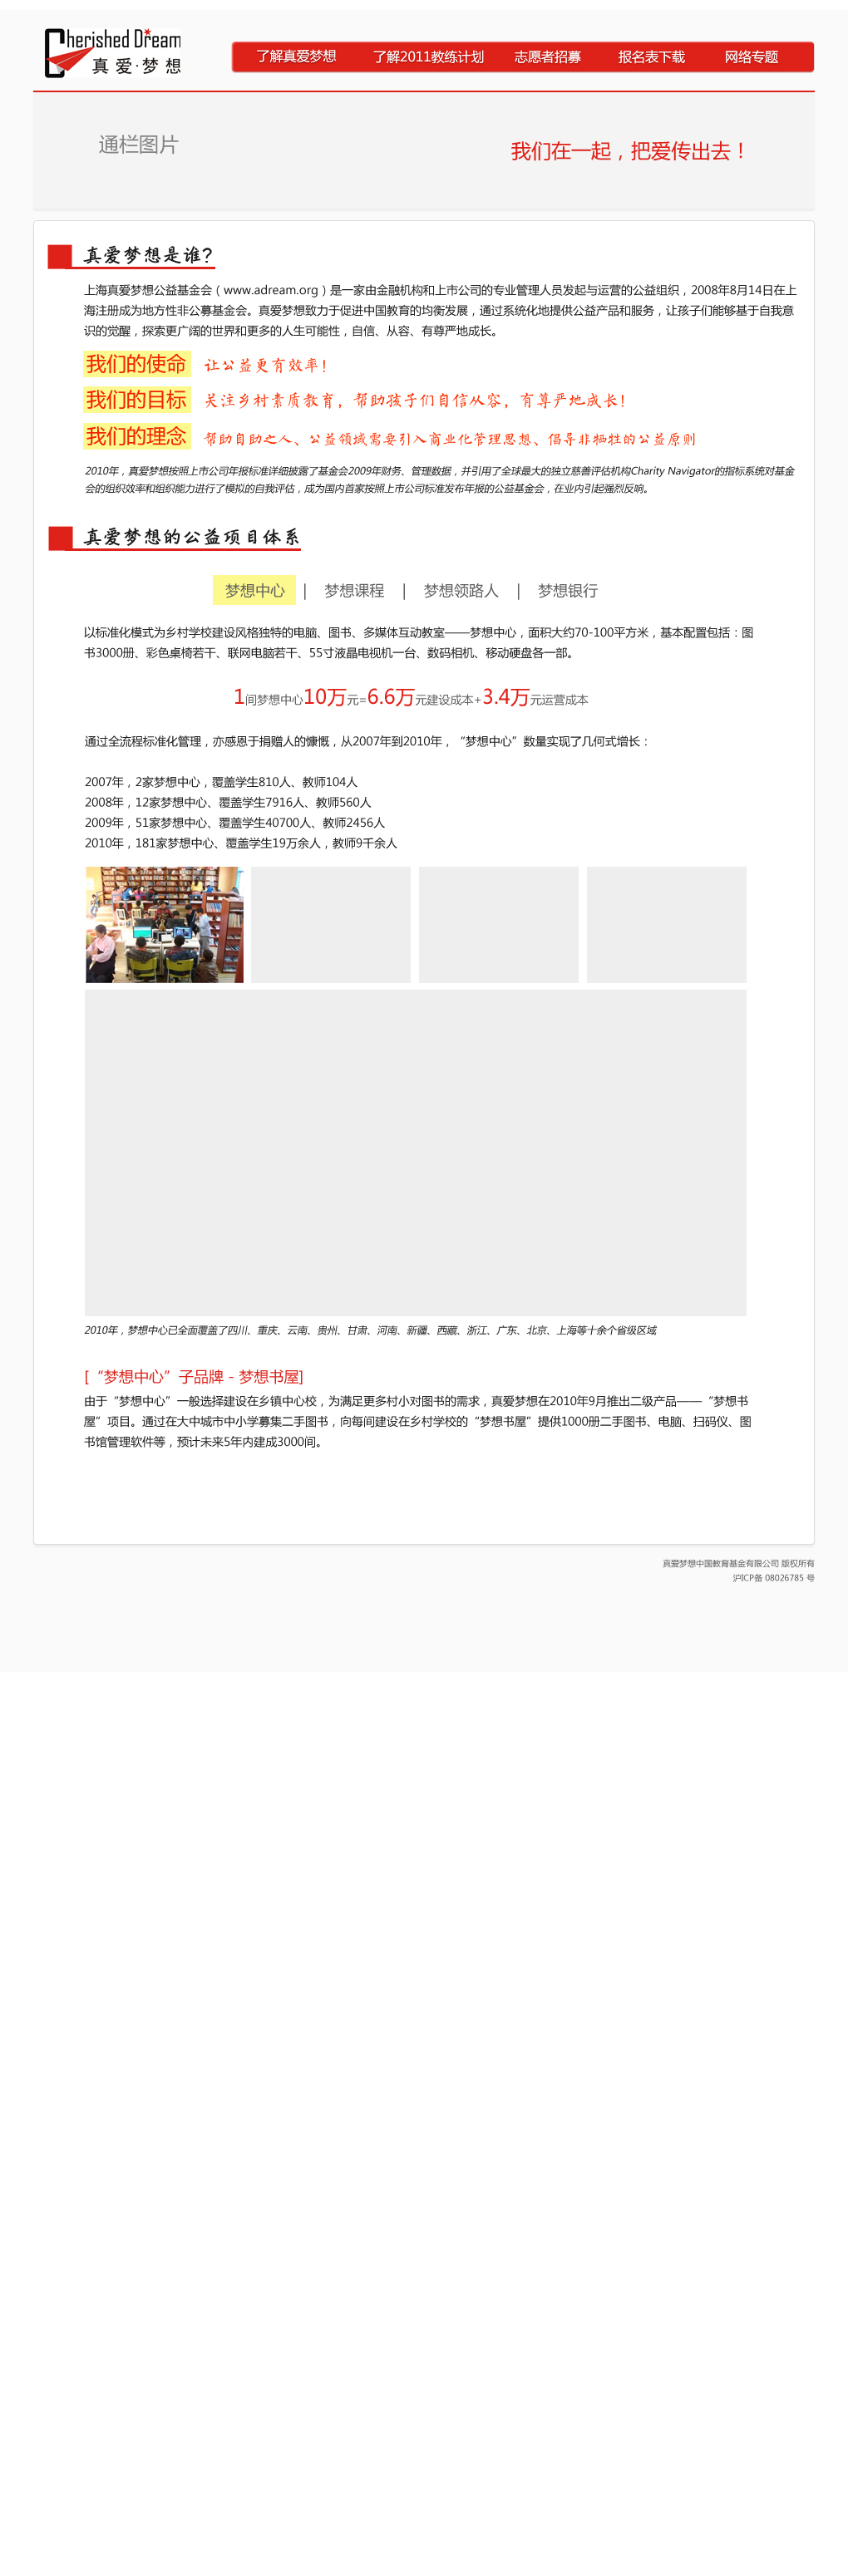 Cherished Dream
真爱·梦想
了解真爱梦想 了解2011教练计划 志愿者招募 报名表下载 网络专题
通栏图片
我们在一起，把爱传出去！
真爱梦想是谁?
上海真爱梦想公益基金会（www.adream.org）是一家由金融机构和上市公司的专业管理人员发起与运营的公益组织，2008年8月14日在上
海注册成为地方性非公募基金会。真爱梦想致力于促进中国教育的均衡发展，通过系统化地提供公益产品和服务，让孩子们能够基于自我意
识的觉醒，探索更广阔的世界和更多的人生可能性，自信、从容、有尊严地成长。
我们的使命 让公益更有效率！
我们的目标 关注乡村素质教育，帮助孩子们自信从容，有尊严地成长！
我们的理念 帮助自助之人、公益领域需要引入商业化管理思想、倡导非牺牲的公益原则
2010年，真爱梦想按照上市公司年报标准详细披露了基金会2009年财务、管理数据，并引用了全球最大的独立慈善评估机构Charity Navigator的指标系统对基金
会的组织效率和组织能力进行了模拟的自我评估，成为国内首家按照上市公司标准发布年报的公益基金会，在业内引起强烈反响。
真爱梦想的公益项目体系
梦想中心 | 梦想课程 | 梦想领路人 | 梦想银行
以标准化模式为乡村学校建设风格独特的电脑、图书、多媒体互动教室——梦想中心，面积大约70-100平方米，基本配置包括：图
书3000册、彩色桌椅若干、联网电脑若干、55寸液晶电视机一台、数码相机、移动硬盘各一部。
1间梦想中心10万元=6.6万元建设成本+3.4万元运营成本
通过全流程标准化管理，亦感恩于捐赠人的慷慨，从2007年到2010年，“梦想中心”数量实现了几何式增长：
2007年，2家梦想中心，覆盖学生810人、教师104人
2008年，12家梦想中心、覆盖学生7916人、教师560人
2009年，51家梦想中心、覆盖学生40700人、教师2456人
2010年，181家梦想中心、覆盖学生19万余人，教师9千余人
2010年，梦想中心已全面覆盖了四川、重庆、云南、贵州、甘肃、河南、新疆、西藏、浙江、广东、北京、上海等十余个省级区域
[“梦想中心”子品牌 - 梦想书屋]
由于“梦想中心”一般选择建设在乡镇中心校，为满足更多村小对图书的需求，真爱梦想在2010年9月推出二级产品——“梦想书
屋”项目。通过在大中城市中小学募集二手图书，向每间建设在乡村学校的“梦想书屋”提供1000册二手图书、电脑、扫码仪、图
书馆管理软件等，预计未来5年内建成3000间。
真爱梦想中国教育基金有限公司 版权所有
沪ICP备 08026785 号